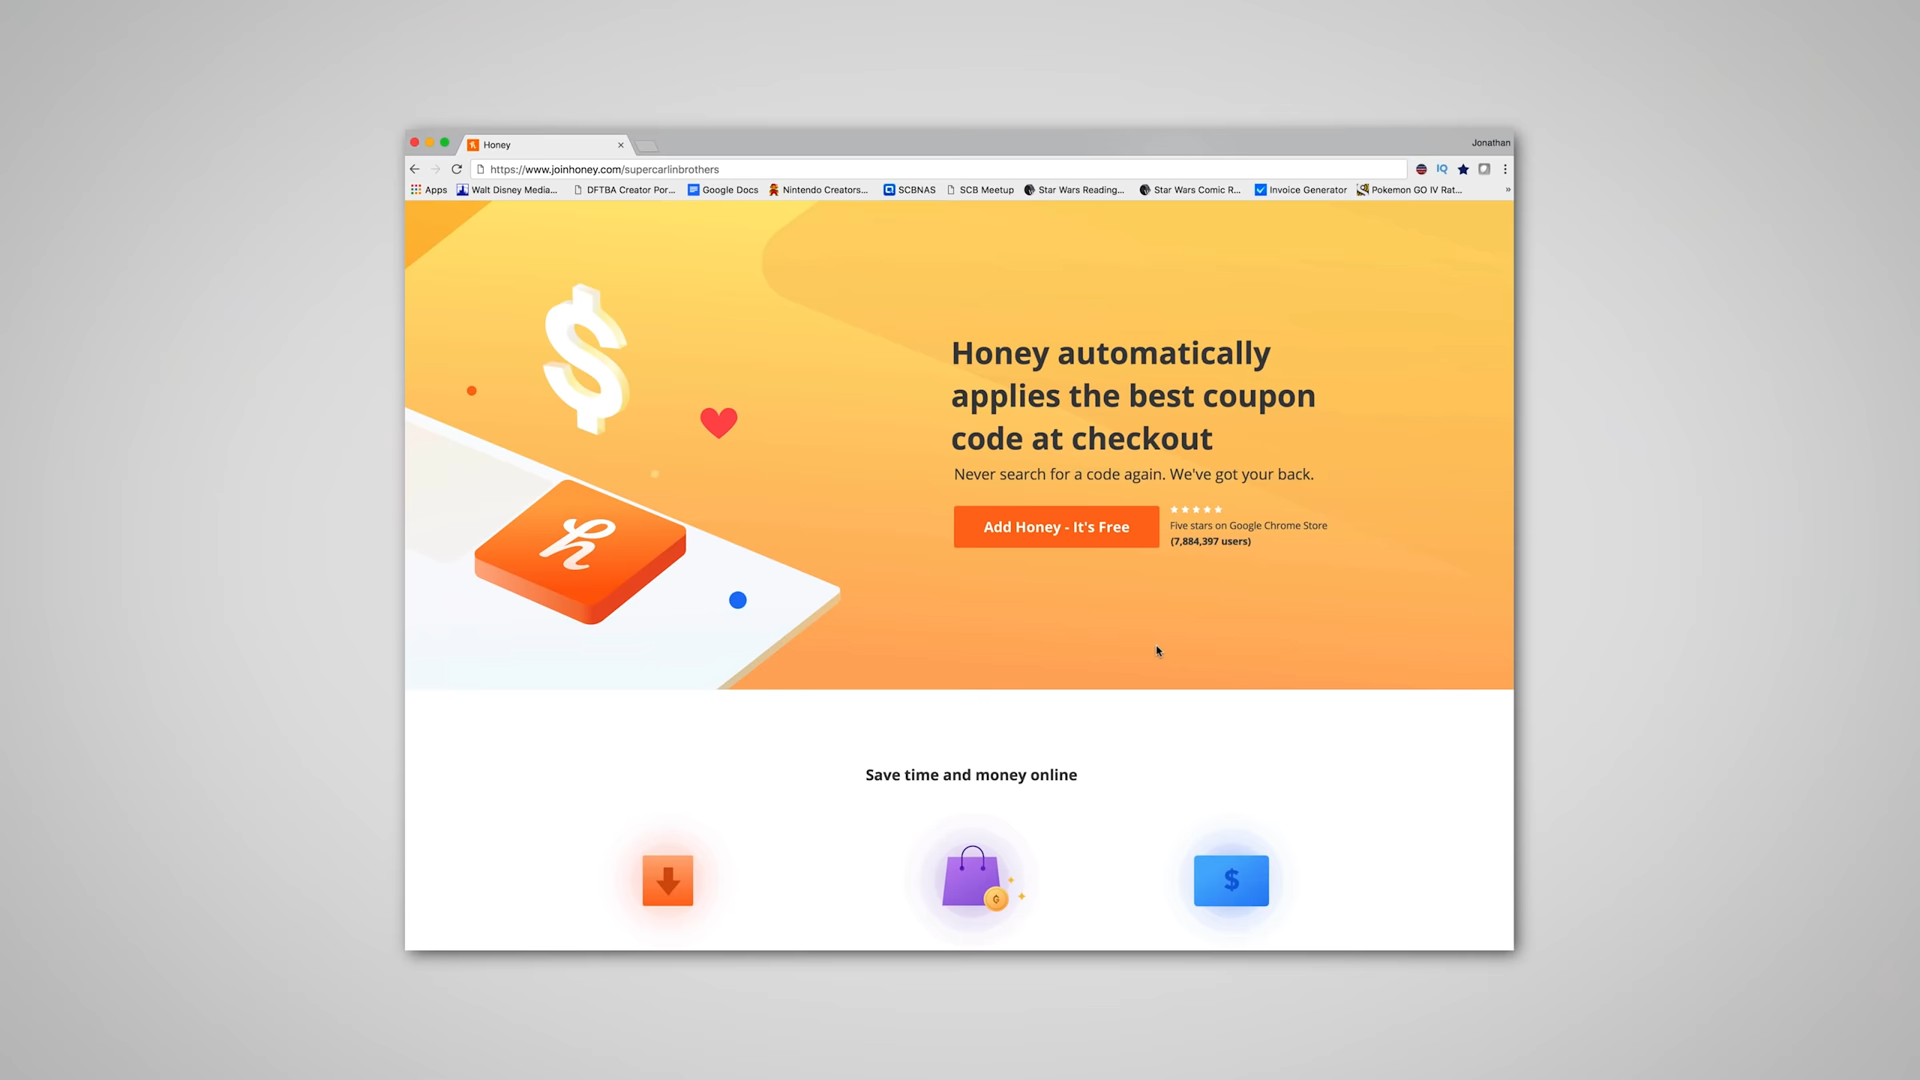 Honey
Jonathan
https://www.joinhoney.com/supercarlinbrothers
IQ
Apps Walt Disney Media... DFTBA Creator Por... Google Docs Nintendo Creators... SCBNAS SCB Meetup Star Wars Reading... Star Wars Comic R... Invoice Generator Pokemon GO IV Rat... »
$
Honey automatically
applies the best coupon
code at checkout
Never search for a code again. We've got your back.
Add Honey - It's Free
Five stars on Google Chrome Store
(7,884,397 users)
h
Save time and money online
G
$